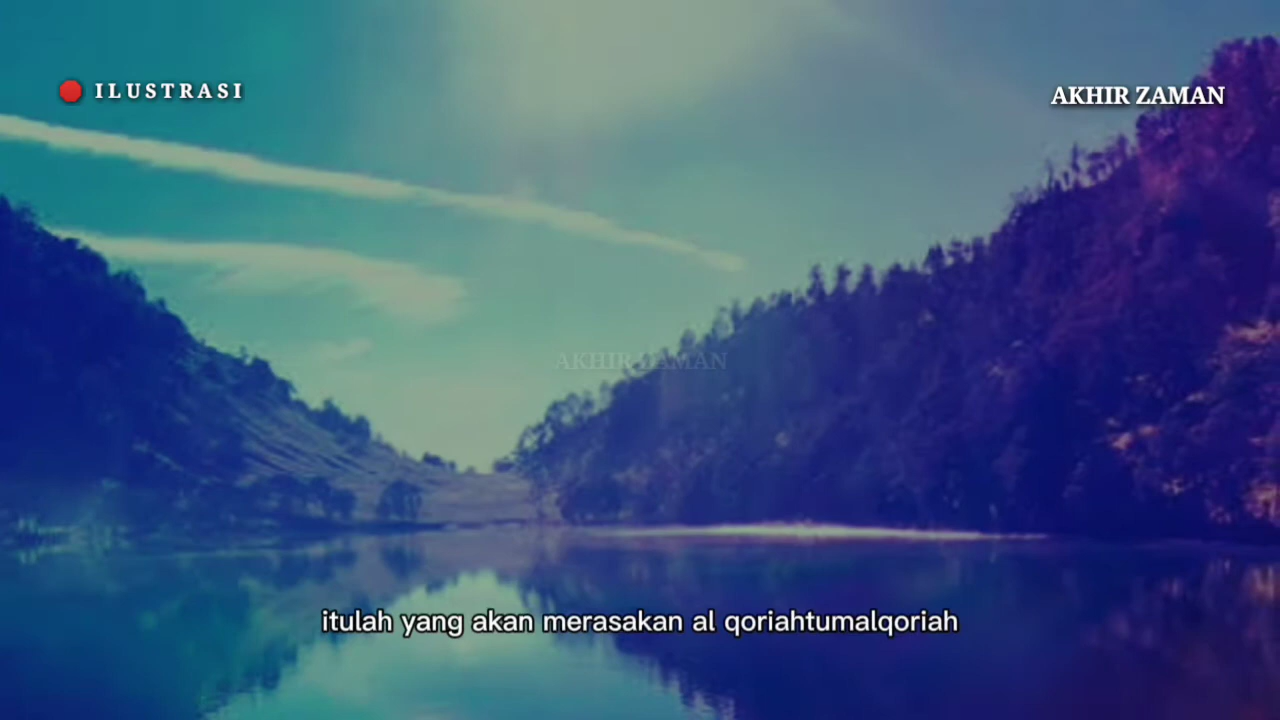 ILUSTRASI
AKHIR ZAMAN
AKHIR ZAMAN
itulah yang akan merasakan al qoriahtumalqoriah